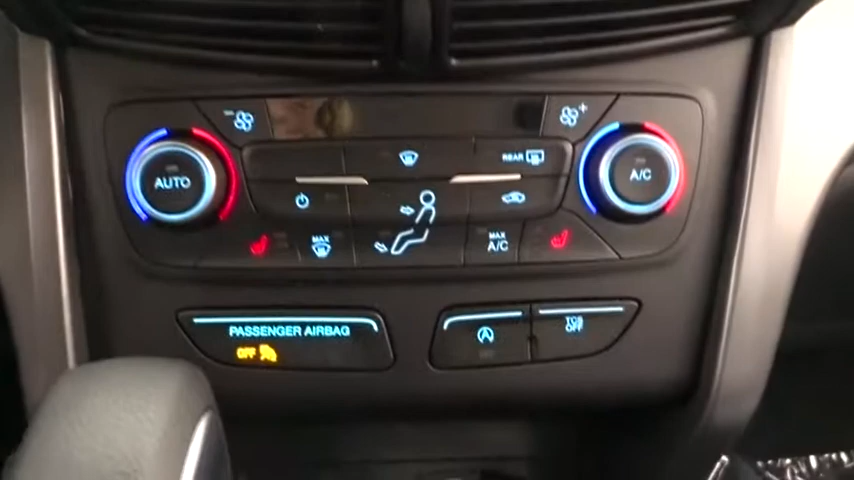 AUTO
REAR
A/C
MAX
MAX
A/C
PASSENGER AIRBAG
OFF
A
TCS
OFF